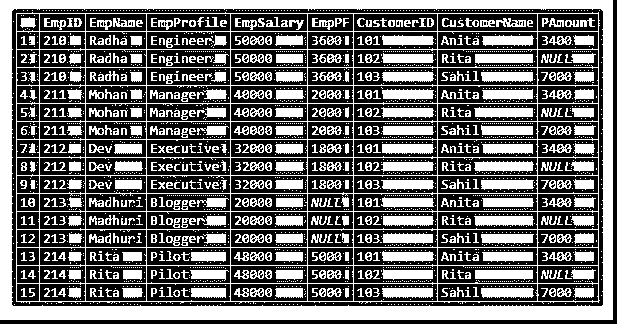 EmpID EmpName EmpProfile EmpSalary EmpPF CustomerID CustomerName PAmount
1 210 Radha Engineer 50000 3600 101 Anita 3400
2 210 Radha Engineer 50000 3600 102 Rita NULL
3 210 Radha Engineer 50000 3600 103 Sahil 7000
4 211 Mohan Manager 40000 2000 101 Anita 3400
5 211 Mohan Manager 40000 2000 102 Rita NULL
6 211 Mohan Manager 40000 2000 103 Sahil 7000
7 212 Dev Executive 32000 1800 101 Anita 3400
8 212 Dev Executive 32000 1800 102 Rita NULL
9 212 Dev Executive 32000 1800 103 Sahil 7000
10 213 Madhuri Blogger 20000 NULL 101 Anita 3400
11 213 Madhuri Blogger 20000 NULL 102 Rita NULL
12 213 Madhuri Blogger 20000 NULL 103 Sahil 7000
13 214 Rita Pilot 48000 5000 101 Anita 3400
14 214 Rita Pilot 48000 5000 102 Rita NULL
15 214 Rita Pilot 48000 5000 103 Sahil 7000